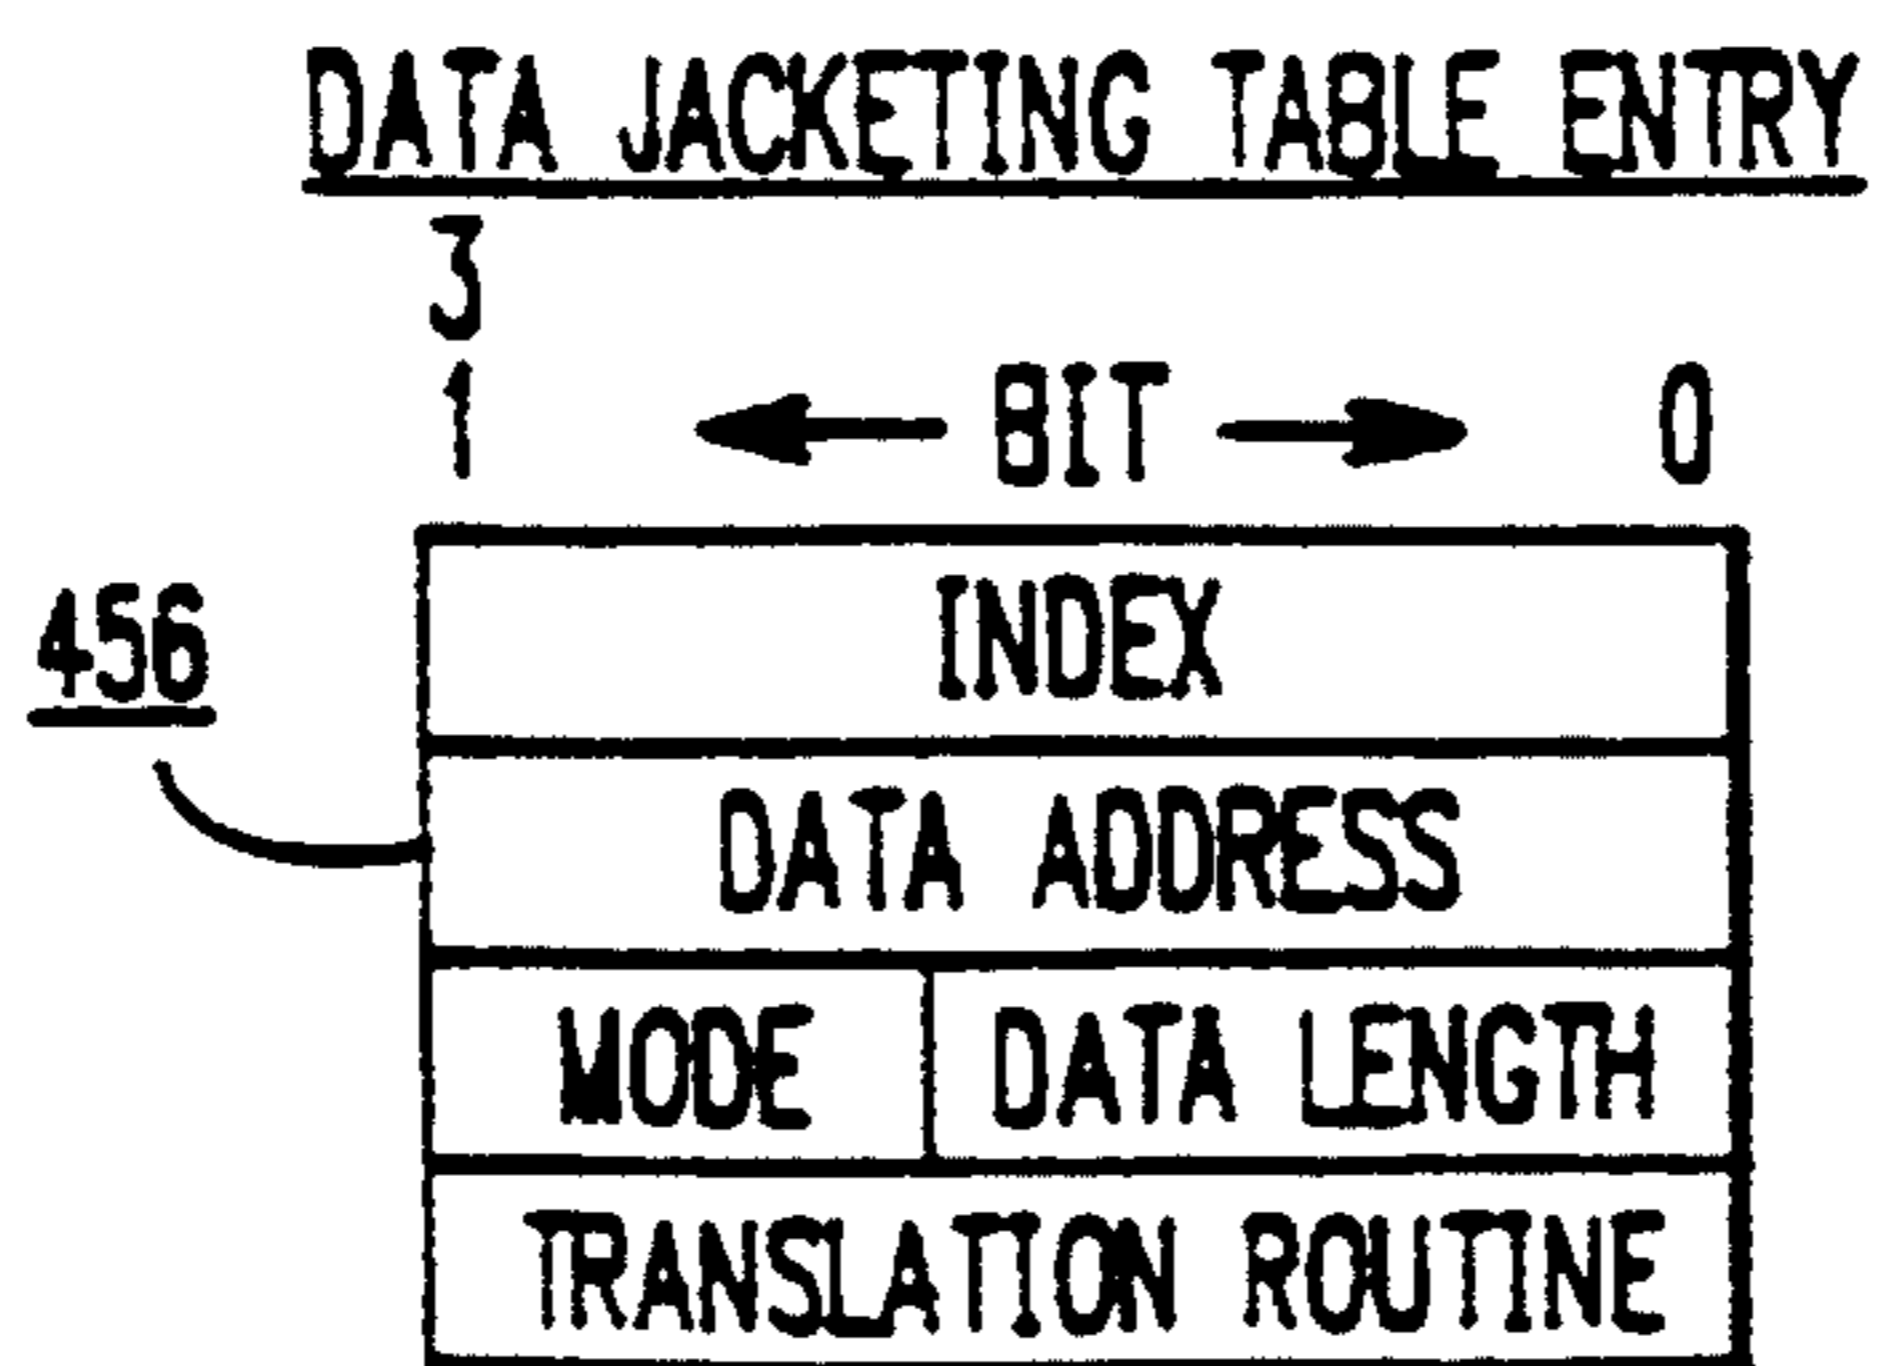 DATA JACKETING TABLE ENTRY
3
1 BIT 0
456
INDEX
DATA ADDRESS
MODE DATA LENGTH
TRANSLATION ROUTINE